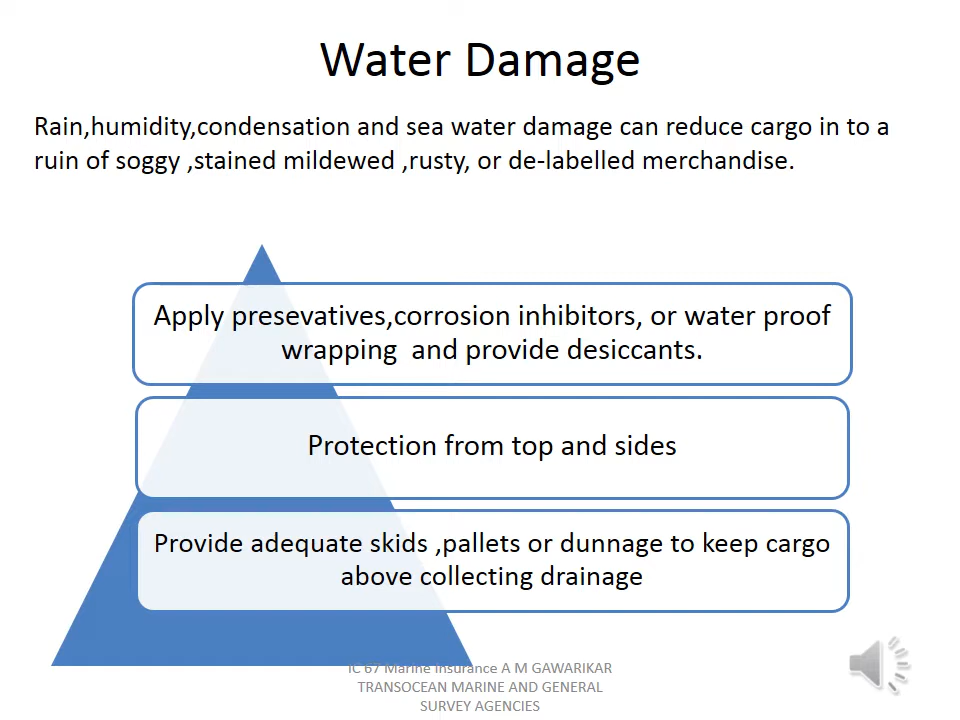 Water Damage
Rain,humidity,condensation and sea water damage can reduce cargo in to a
ruin of soggy ,stained mildewed ,rusty, or de-labelled merchandise.
Apply presevatives,corrosion inhibitors, or water proof
wrapping  and provide desiccants.
Protection from top and sides
Provide adequate skids ,pallets or dunnage to keep cargo
above collecting drainage
IC 67 Marine Insurance A M GAWARIKAR
TRANSOCEAN MARINE AND GENERAL
SURVEY AGENCIES